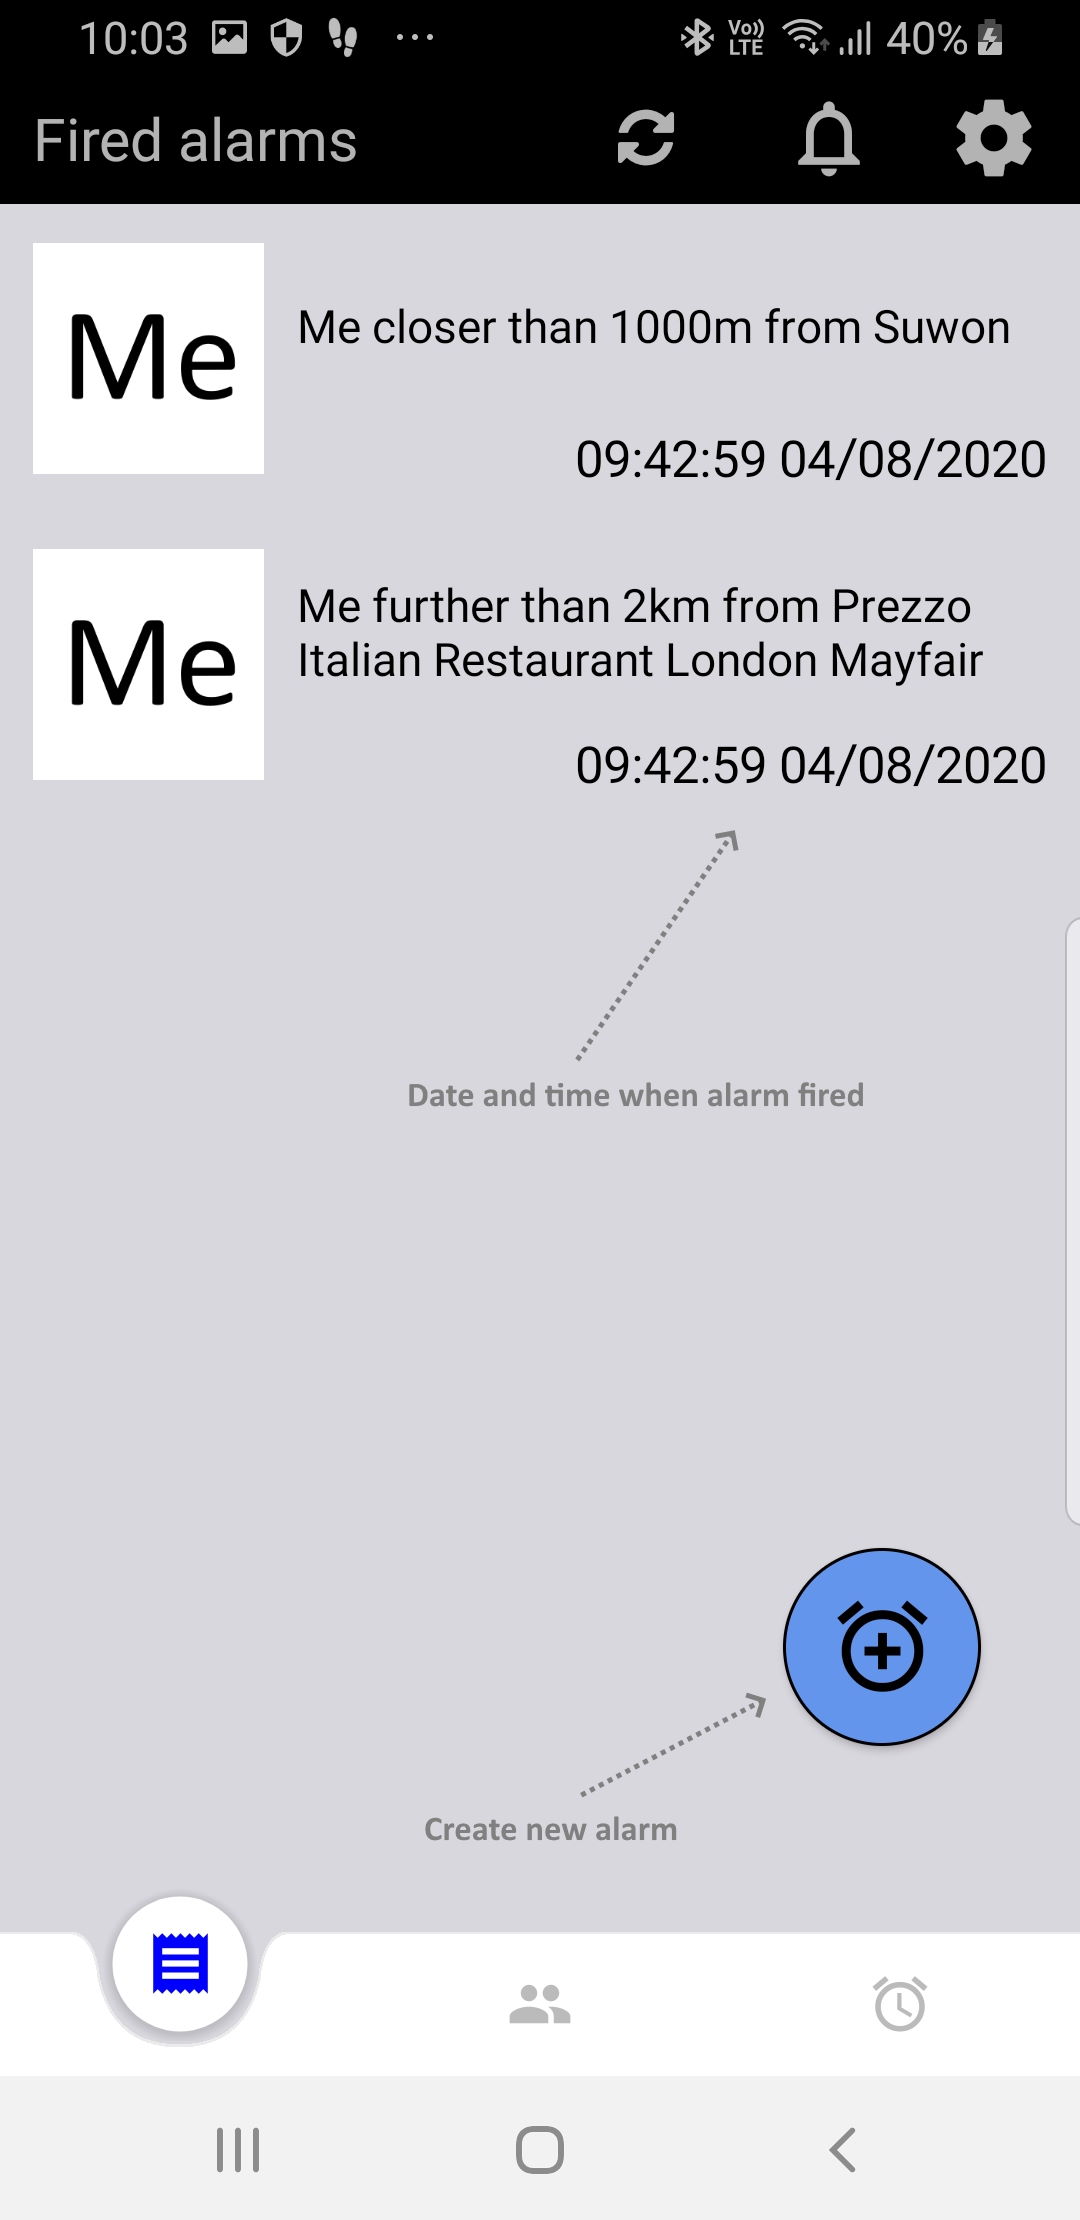 10:03 ... Vo)) LTE 40%
Fired alarms
Me
Me closer than 1000m from Suwon
09:42:59 04/08/2020
Me
Me further than 2km from Prezzo
Italian Restaurant London Mayfair
09:42:59 04/08/2020
Date and time when alarm fired
Create new alarm